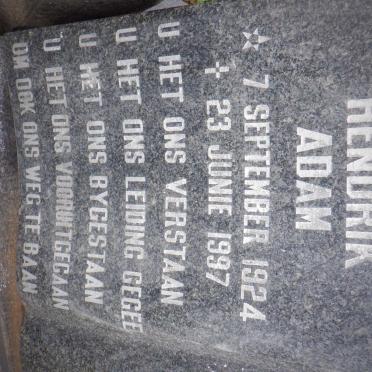 HENDRIK
ADAM
☆ 7 SEPTEMBER 1924
✢ 23 JUNIE 1997
U HET ONS VERSTAAN
U HET ONS LEIDING GEGEE
U HET ONS BYGESTAAN
U HET ONS VOORUITGEGAAN
OM OOK ONS WEG TE BAAN